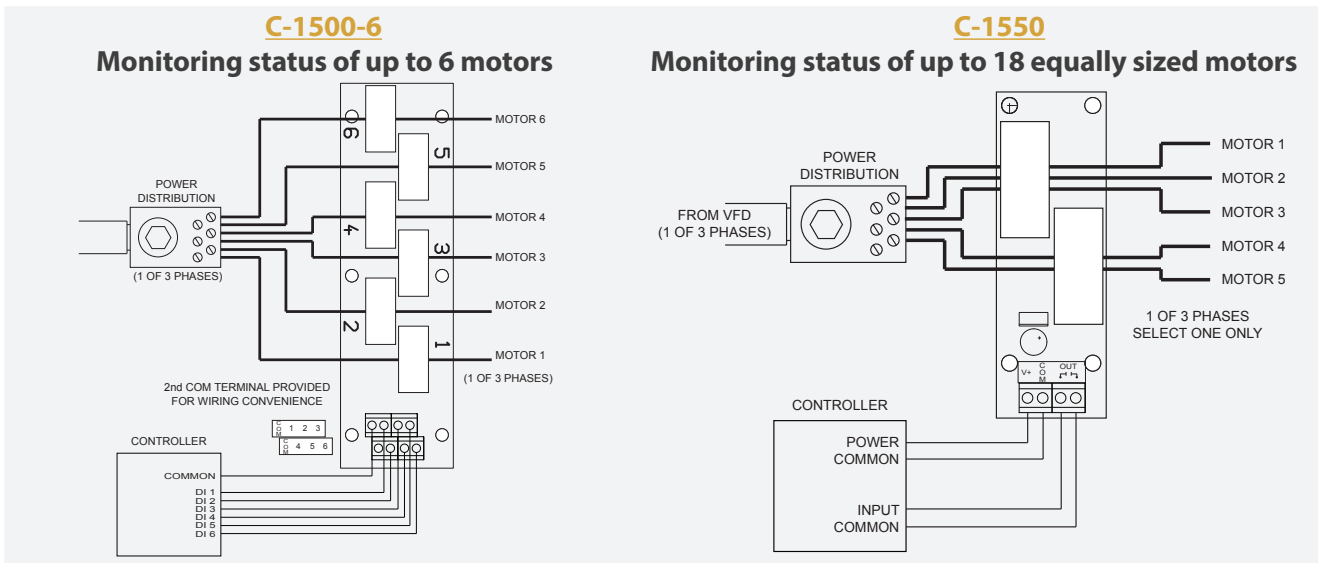 C-1500-6
Monitoring status of up to 6 motors
6
5
4
3
2
1
MOTOR 6
MOTOR 5
MOTOR 4
MOTOR 3
MOTOR 2
MOTOR 1
(1 OF 3 PHASES)
POWER
DISTRIBUTION
(1 OF 3 PHASES)
2nd COM TERMINAL PROVIDED
FOR WIRING CONVENIENCE
COM 1 2 3
COM 4 5 6
CONTROLLER
COMMON
DI 1
DI 2
DI 3
DI 4
DI 5
DI 6
C-1550
Monitoring status of up to 18 equally sized motors
POWER
DISTRIBUTION
FROM VFD
(1 OF 3 PHASES)
MOTOR 1
MOTOR 2
MOTOR 3
MOTOR 4
MOTOR 5
1 OF 3 PHASES
SELECT ONE ONLY
+
V+ COM OUT
CONTROLLER
POWER
COMMON
INPUT
COMMON